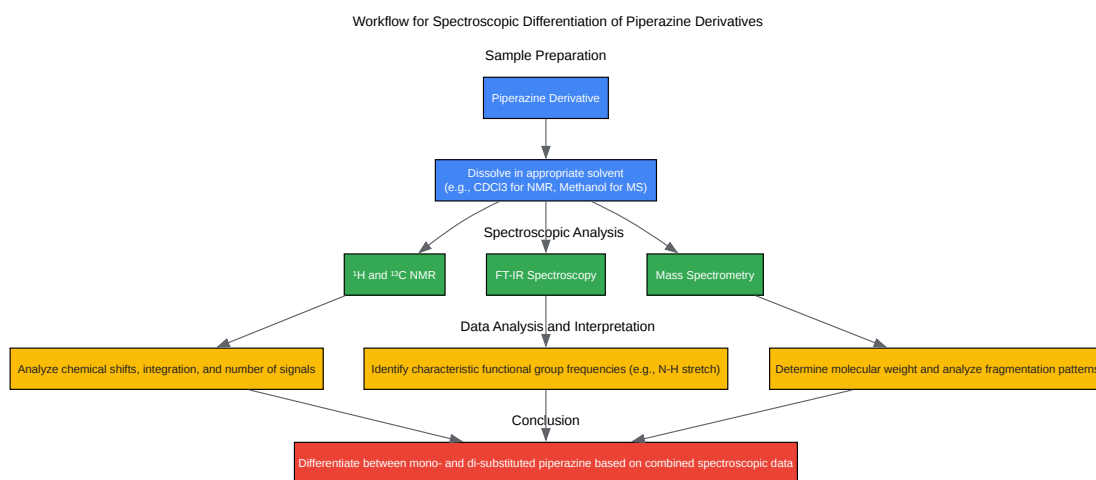 Workflow for Spectroscopic Differentiation of Piperazine Derivatives
Sample Preparation
Piperazine Derivative
Dissolve in appropriate solvent
(e.g., CDCl3 for NMR, Methanol for MS)
Spectroscopic Analysis
¹H and ¹³C NMR
FT-IR Spectroscopy
Mass Spectrometry
Data Analysis and Interpretation
Analyze chemical shifts, integration, and number of signals
Identify characteristic functional group frequencies (e.g., N-H stretch)
Determine molecular weight and analyze fragmentation patterns
Conclusion
Differentiate between mono- and di-substituted piperazine based on combined spectroscopic data